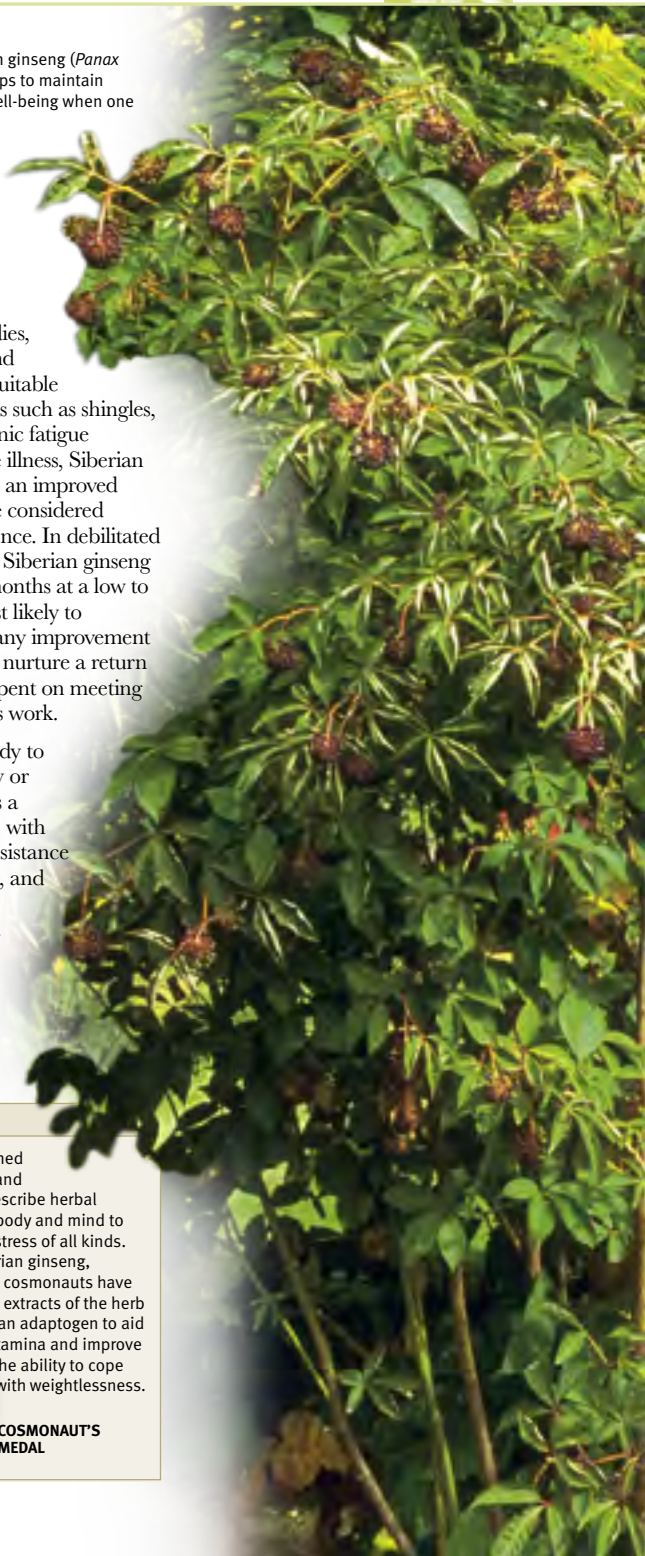 n ginseng (Panax
ps to maintain
ell-being when one
lies,
nd
uitable
s such as shingles,
nic fatigue
e illness, Siberian
an improved
e considered
nce. In debilitated
Siberian ginseng
months at a low to
st likely to
any improvement
nurture a return
pent on meeting
s work.
dy to
y or
s a
with
sistance
, and
ned
and
escribe herbal
body and mind to
stress of all kinds.
rian ginseng,
cosmonauts have
extracts of the herb
an adaptogen to aid
tamina and improve
he ability to cope
with weightlessness.
COSMONAUT'S
MEDAL